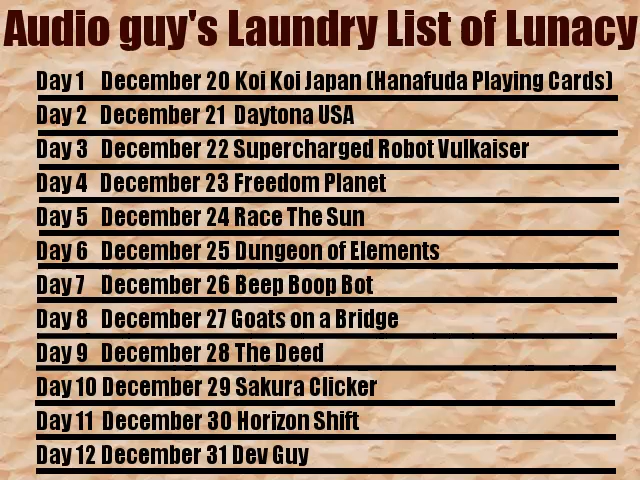 Audio guy's Laundry List of Lunacy
Day 1 December 20 Koi Koi Japan (Hanafuda Playing Cards)
Day 2 December 21 Daytona USA
Day 3 December 22 Supercharged Robot Vulkaiser
Day 4 December 23 Freedom Planet
Day 5 December 24 Race The Sun
Day 6 December 25 Dungeon of Elements
Day 7 December 26 Beep Boop Bot
Day 8 December 27 Goats on a Bridge
Day 9 December 28 The Deed
Day 10 December 29 Sakura Clicker
Day 11 December 30 Horizon Shift
Day 12 December 31 Dev Guy